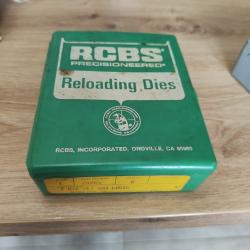 RCBS
PRECISIONEERED®
Reloading Dies
RCBS, INCORPORATED, OROVILLE, CA 95965